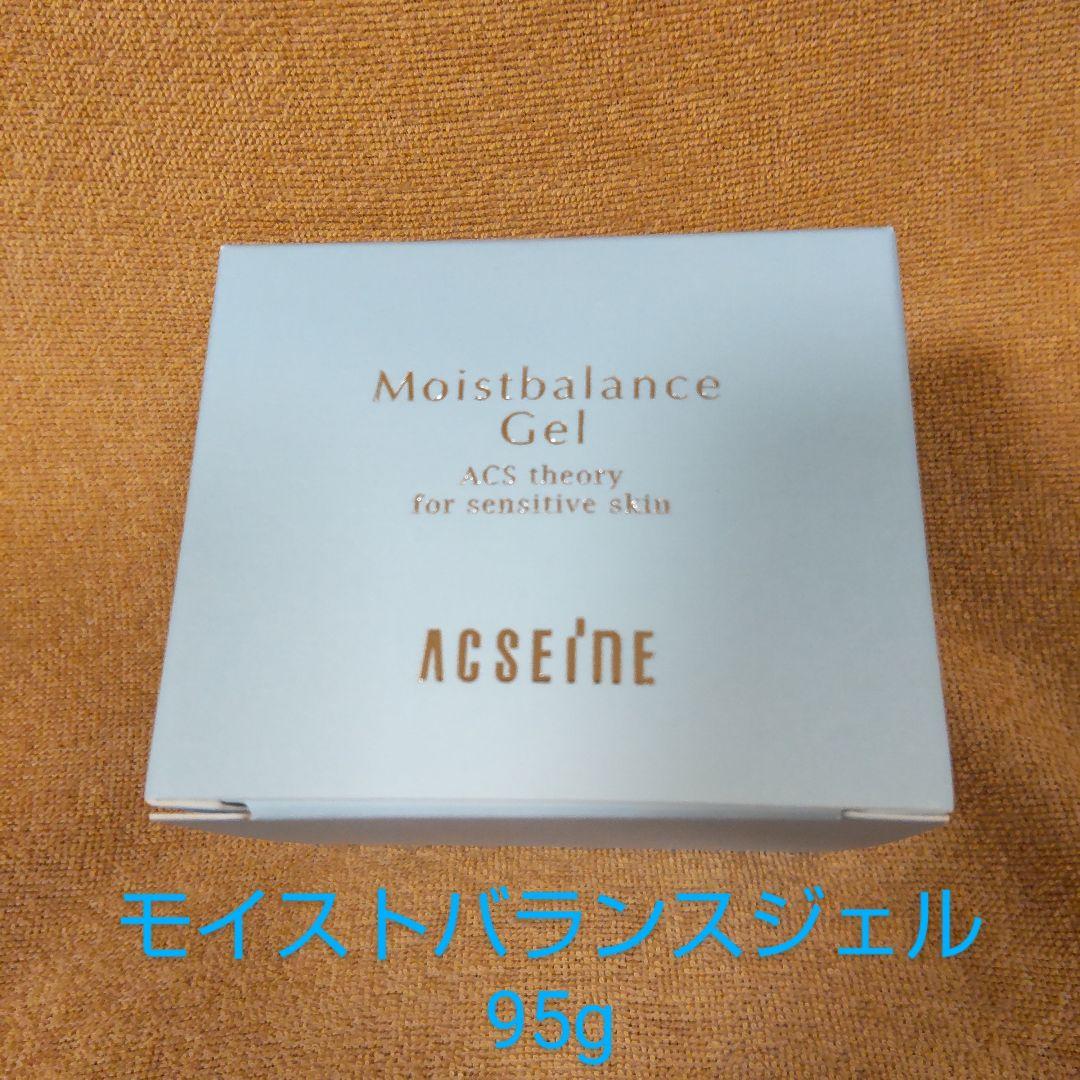 Moistbalance
Gel
ACS theory
for sensitive skin
ACSEINE
モイストバランスジェル
95g